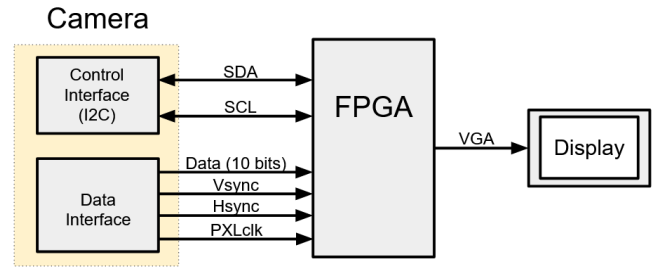 Camera
Control
Interface
(I2C)
SDA
SCL
FPGA
VGA
Display
Data
Interface
Data (10 bits)
Vsync
Hsync
PXLclk